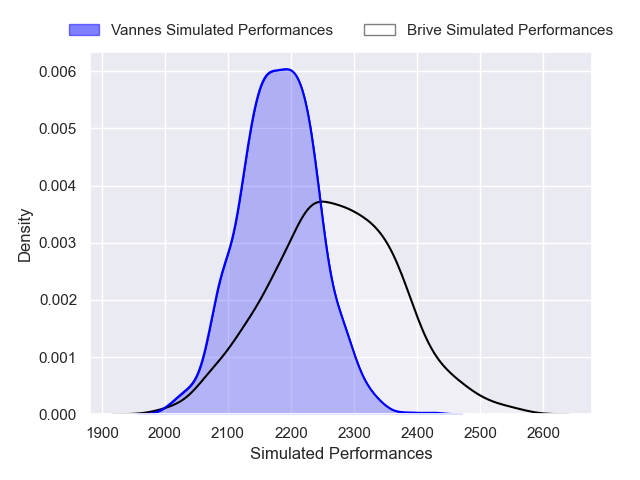 Vannes Simulated Performances
Brive Simulated Performances
0.006
0.005
0.004
0.003
0.002
0.001
0.000
Density
1900 2000 2100 2200 2300 2400 2500 2600
Simulated Performances